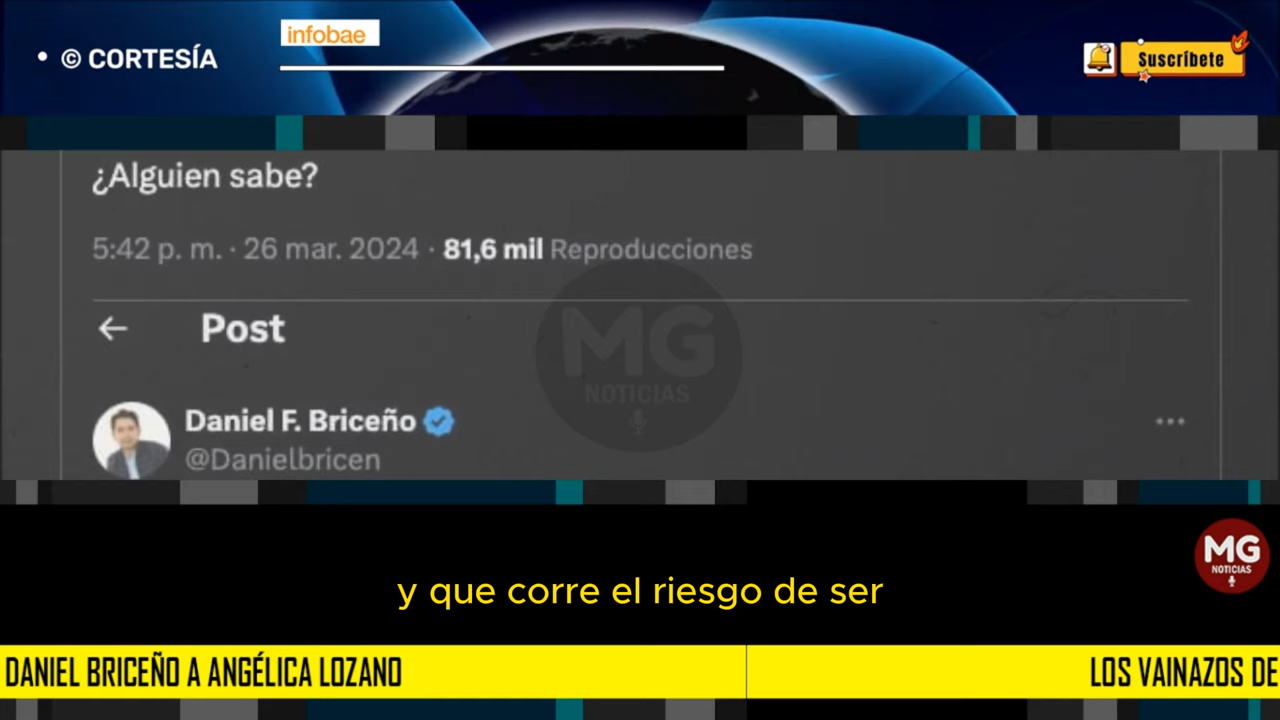 infobae
• © CORTESÍA
Suscríbete
¿Alguien sabe?
5:42 p. m. · 26 mar. 2024 · 81,6 mil Reproducciones
← Post
MG
NOTICIAS
Daniel F. Briceño
@Danielbricen
MG
NOTICIAS
y que corre el riesgo de ser
DANIEL BRICEÑO A ANGÉLICA LOZANO
LOS VAINAZOS DE